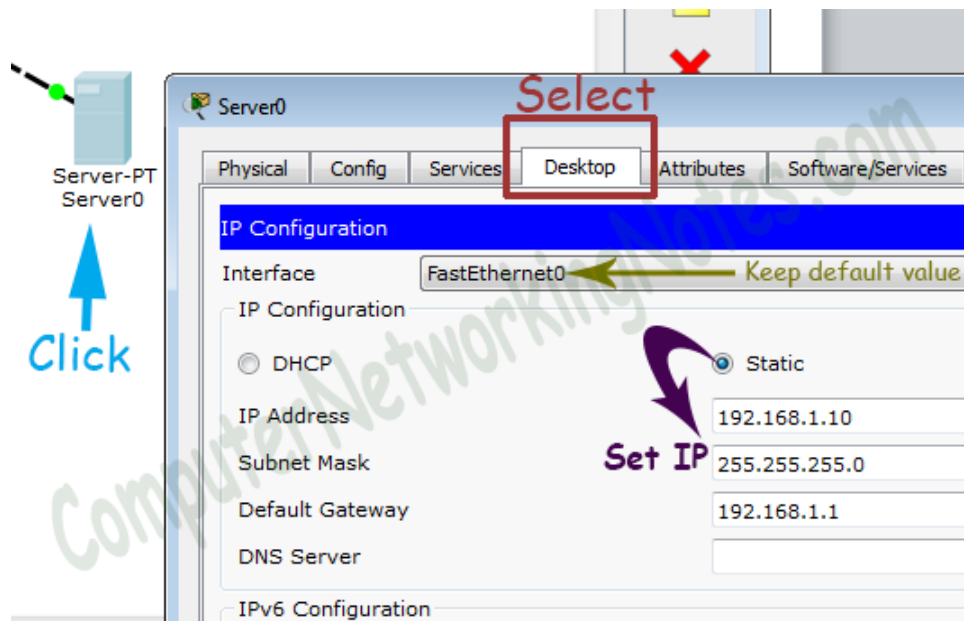 Select
Server0
Server-PT
Server0
Physical Config Services Desktop Attributes Software/Services
IP Configuration
Interface FastEthernet0 Keep default value
IP Configuration
Click
DHCP Static
IP Address 192.168.1.10
Set IP
Subnet Mask 255.255.255.0
Default Gateway 192.168.1.1
DNS Server
IPv6 Configuration
ComputerNetworkingNotes.com